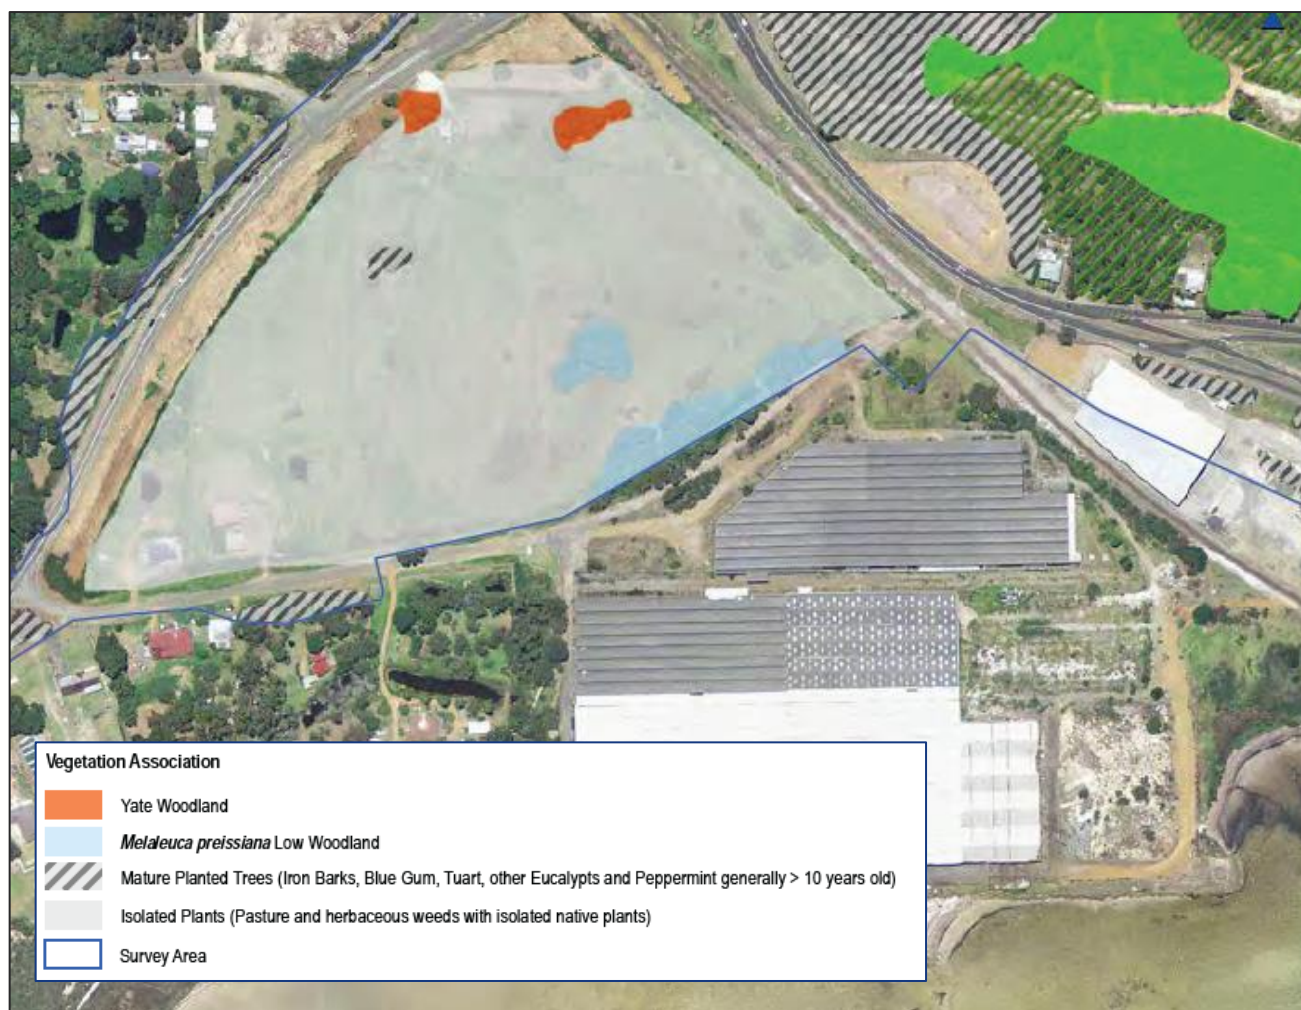 Vegetation Association
Yate Woodland
Melaleuca preissiana Low Woodland
Mature Planted Trees (Iron Barks, Blue Gum, Tuart, other Eucalypts and Peppermint generally > 10 years old)
Isolated Plants (Pasture and herbaceous weeds with isolated native plants)
Survey Area